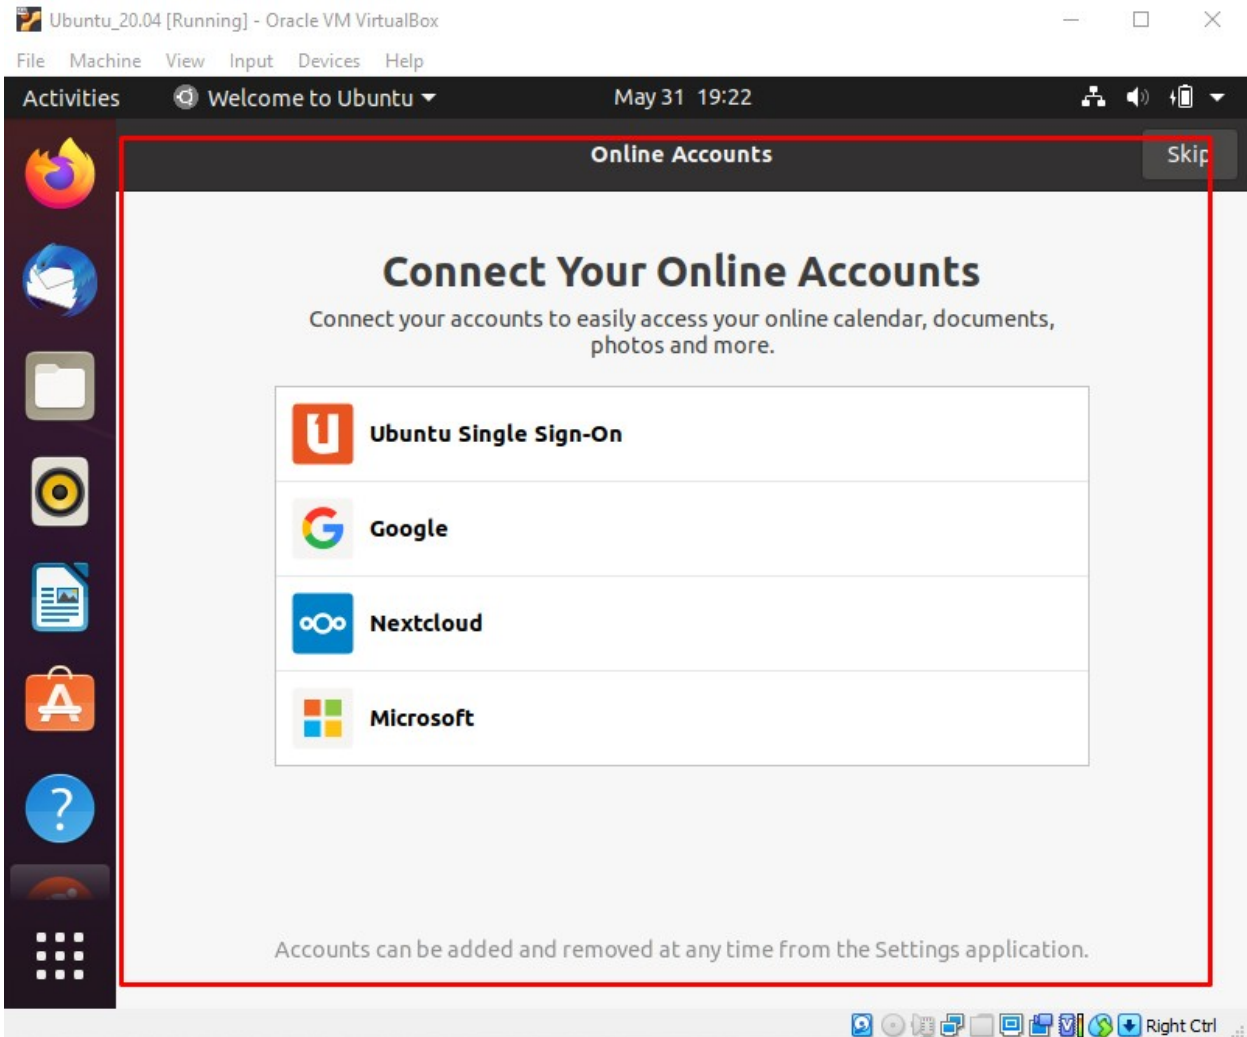 Ubuntu_20.04 [Running] - Oracle VM VirtualBox
File Machine View Input Devices Help
Activities Welcome to Ubuntu May 31 19:22
Online Accounts Skip
Connect Your Online Accounts
Connect your accounts to easily access your online calendar, documents,
photos and more.
Ubuntu Single Sign-On
Google
Nextcloud
Microsoft
Accounts can be added and removed at any time from the Settings application.
Right Ctrl